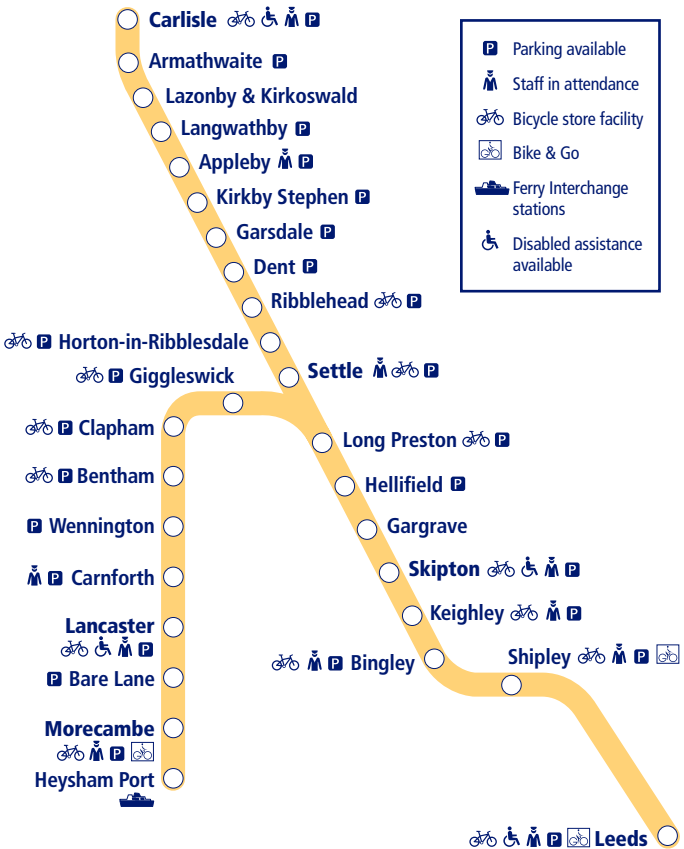 Carlisle
P
Armathwaite P
Lazonby & Kirkoswald
Langwathby P
Appleby P
Kirkby Stephen P
Garsdale P
Dent P
Ribblehead P
P Horton-in-Ribblesdale
Settle P
P Giggleswick
P Clapham
Long Preston P
P Bentham
Hellifield P
P Wennington
Gargrave
P Carnforth
Skipton P
Lancaster
P
Keighley P
P Bingley
Shipley P
P Bare Lane
Morecambe
P
Heysham Port
P Leeds
P Parking available
Staff in attendance
Bicycle store facility
Bike & Go
Ferry Interchange
stations
Disabled assistance
available